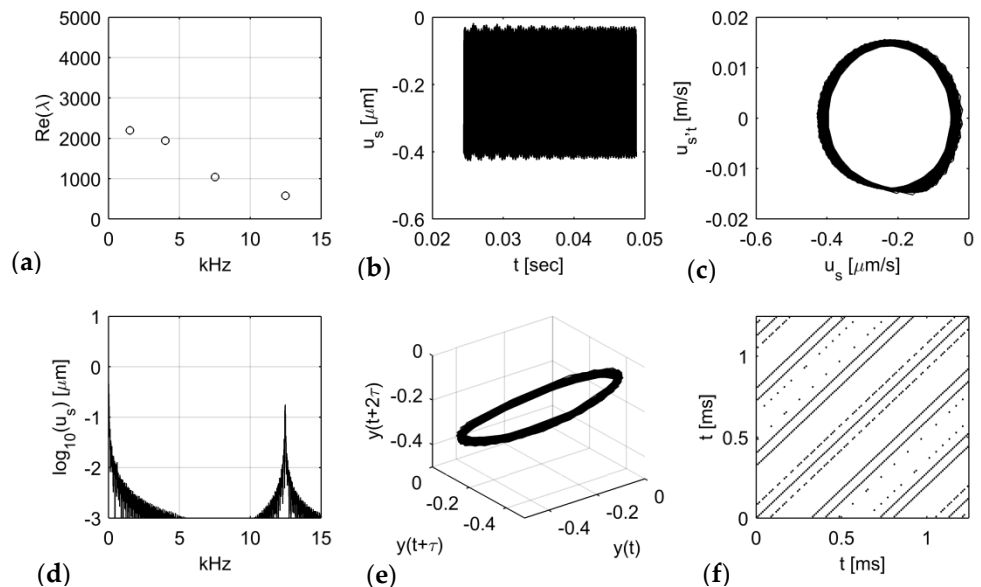 5000
4000
3000
2000
1000
0
Re(λ)
0 5 10 15
kHz
(a)
0
-0.2
-0.4
-0.6
u_s [μm]
0.02 0.03 0.04 0.05
t [sec]
(b)
0.02
0.01
0
-0.01
-0.02
u_s,t [m/s]
-0.6 -0.4 -0.2 0
u_s [μm/s]
(c)
1
0
-1
-2
-3
log10(u_s) [μm]
0 5 10 15
kHz
(d)
0
-0.2
-0.4
y(t+2τ)
0
-0.2
-0.4
y(t+τ)
-0.4
-0.2
0
y(t)
(e)
1
0.5
0
t [ms]
0 0.5 1
t [ms]
(f)